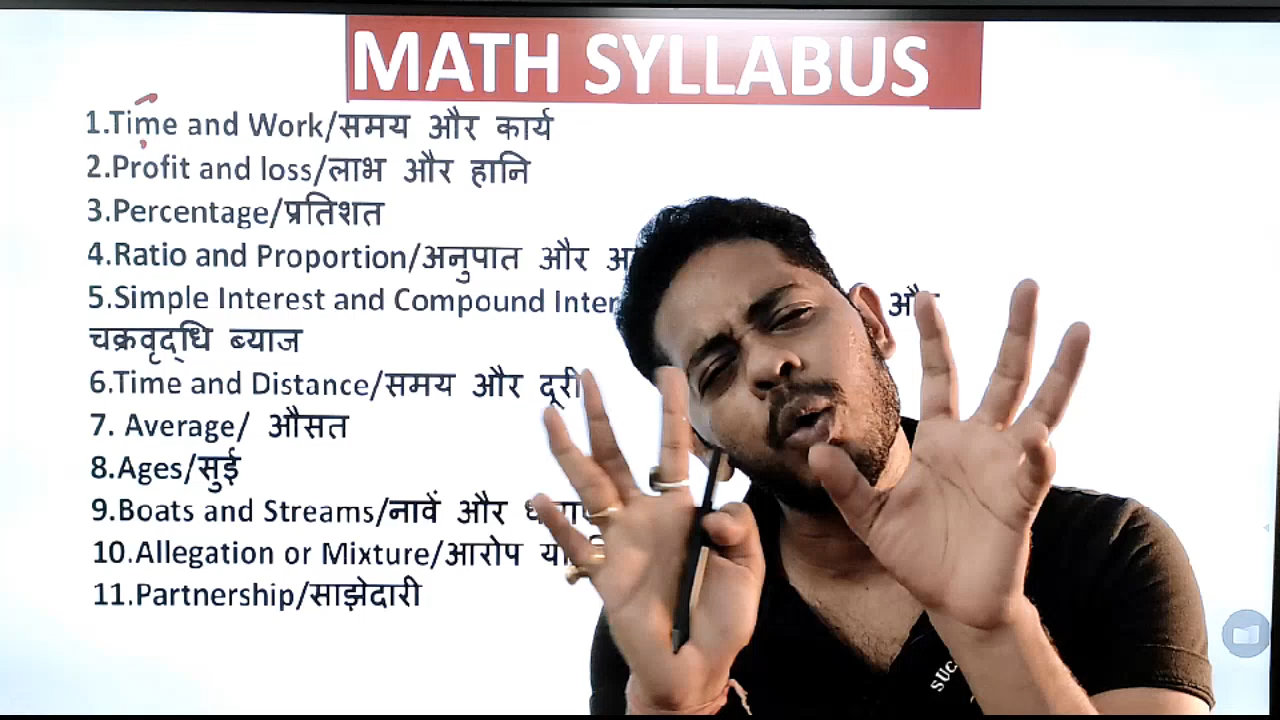 MATH SYLLABUS
1.Time and Work/समय और कार्य
2.Profit and loss/लाभ और हानि
3.Percentage/प्रतिशत
4.Ratio and Proportion/अनुपात और
5.Simple Interest and Compound और
चक्रवृद्धि ब्याज
6.Time and Distance/समय और दूरी
7. Average/ औसत
8.Ages/सुई
9.Boats and Streams/नावें और
10.Allegation or Mixture/आरोप
11.Partnership/साझेदारी